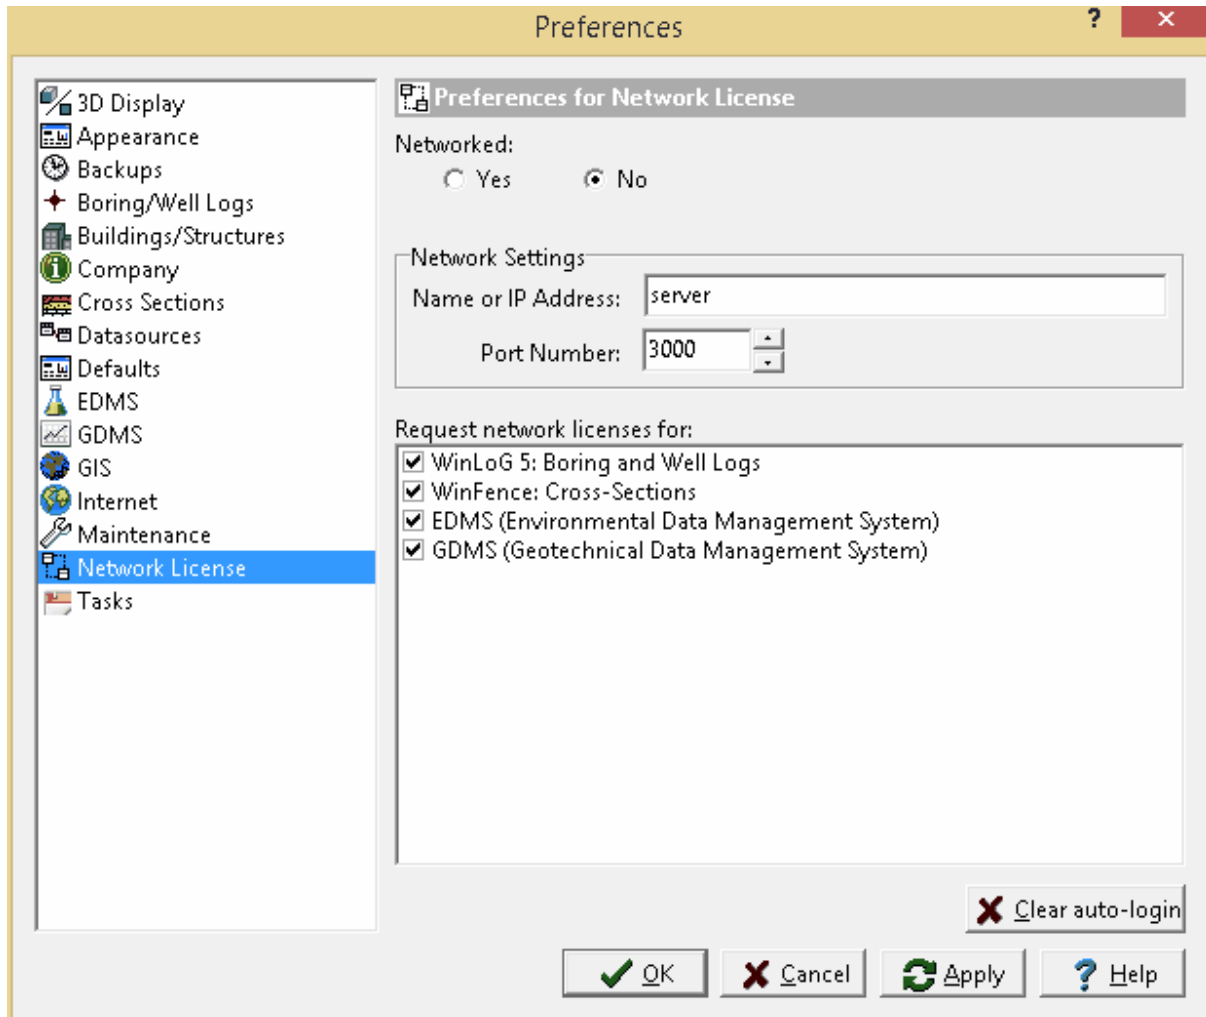 Preferences
?
3D Display
Appearance
Backups
Boring/Well Logs
Buildings/Structures
Company
Cross Sections
Datasources
Defaults
EDMS
GDMS
GIS
Internet
Maintenance
Network License
Tasks
Preferences for Network License
Networked:
Yes No
Network Settings
Name or IP Address: server
Port Number: 3000
Request network licenses for:
WinLoG 5: Boring and Well Logs
WinFence: Cross-Sections
EDMS (Environmental Data Management System)
GDMS (Geotechnical Data Management System)
Clear auto-login
OK Cancel Apply Help